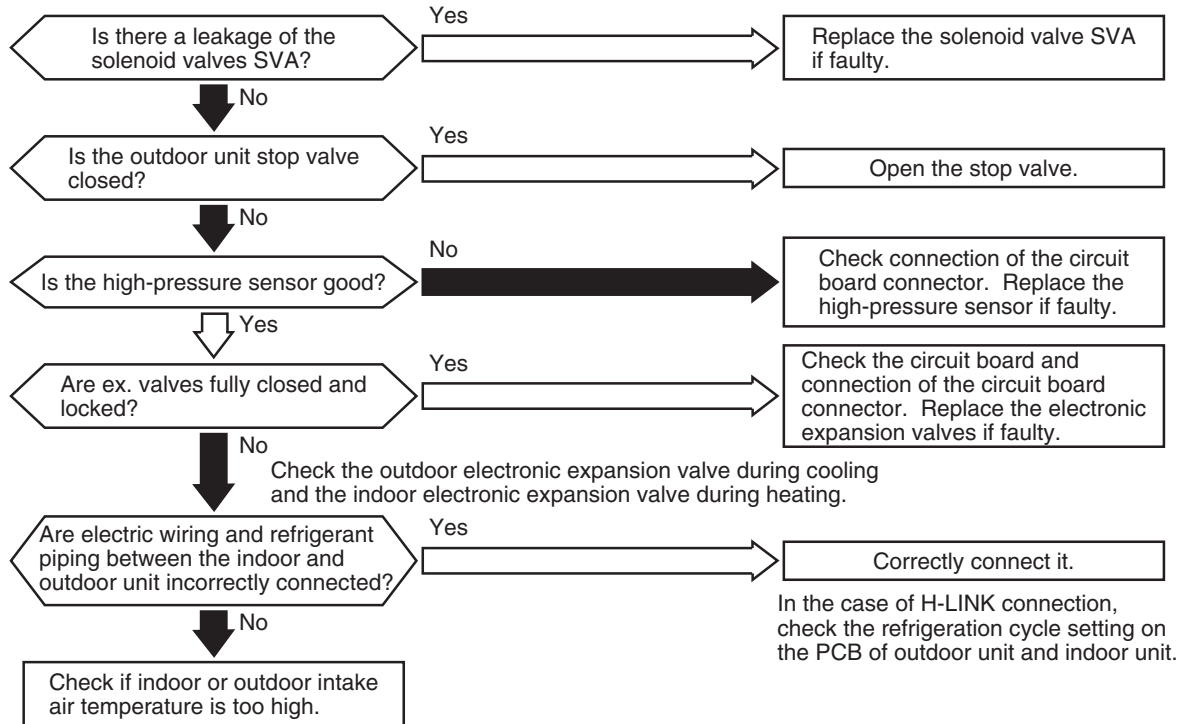 Is there a leakage of the
solenoid valves SVA?
Yes
Replace the solenoid valve SVA
if faulty.
No
Is the outdoor unit stop valve
closed?
Yes
Open the stop valve.
No
Is the high-pressure sensor good?
No
Check connection of the circuit
board connector.  Replace the
high-pressure sensor if faulty.
Yes
Are ex. valves fully closed and
locked?
Yes
Check the circuit board and
connection of the circuit board
connector.  Replace the electronic
expansion valves if faulty.
No
Check the outdoor electronic expansion valve during cooling
and the indoor electronic expansion valve during heating.
Are electric wiring and refrigerant
piping between the indoor and
outdoor unit incorrectly connected?
Yes
Correctly connect it.
In the case of H-LINK connection,
check the refrigeration cycle setting on
the PCB of outdoor unit and indoor unit.
No
Check if indoor or outdoor intake
air temperature is too high.